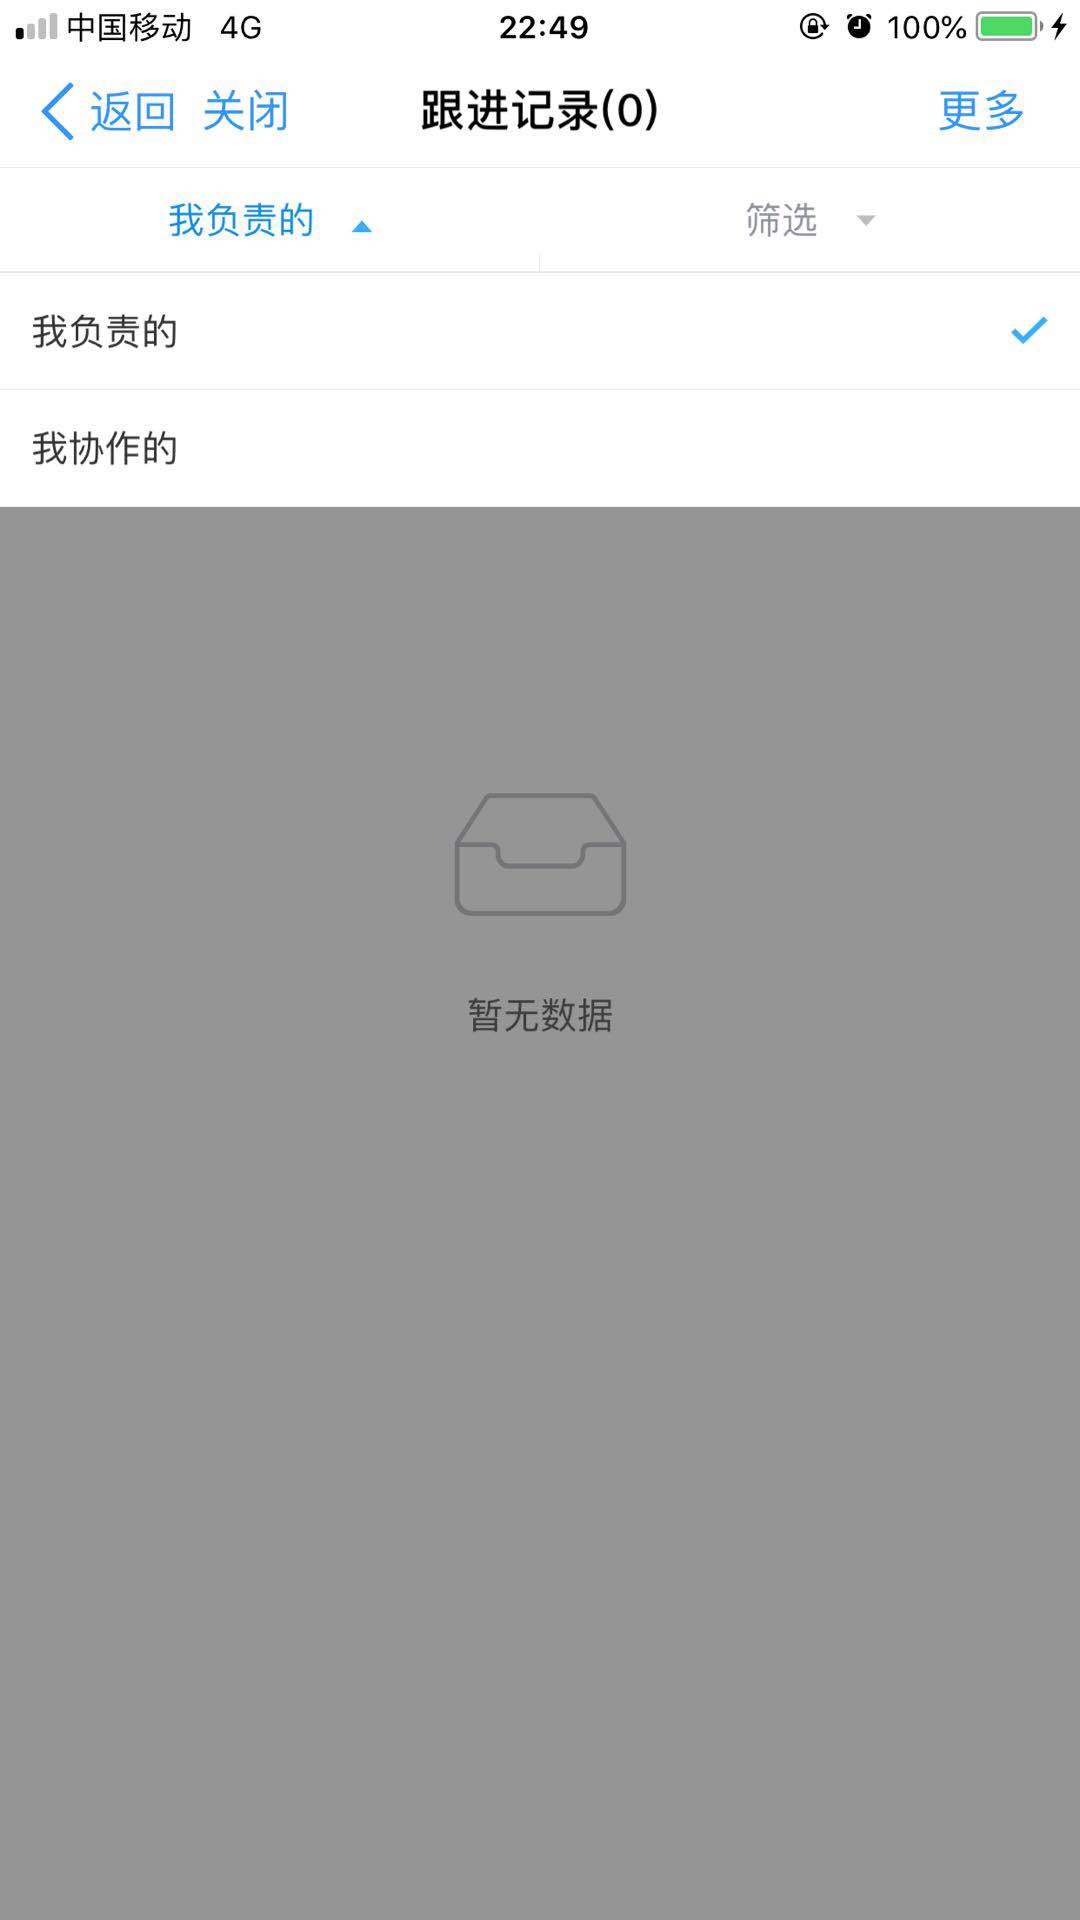 中国移动 4G 22:49 100%
返回 关闭 跟进记录(0) 更多
我负责的 筛选
我负责的
我协作的
暂无数据